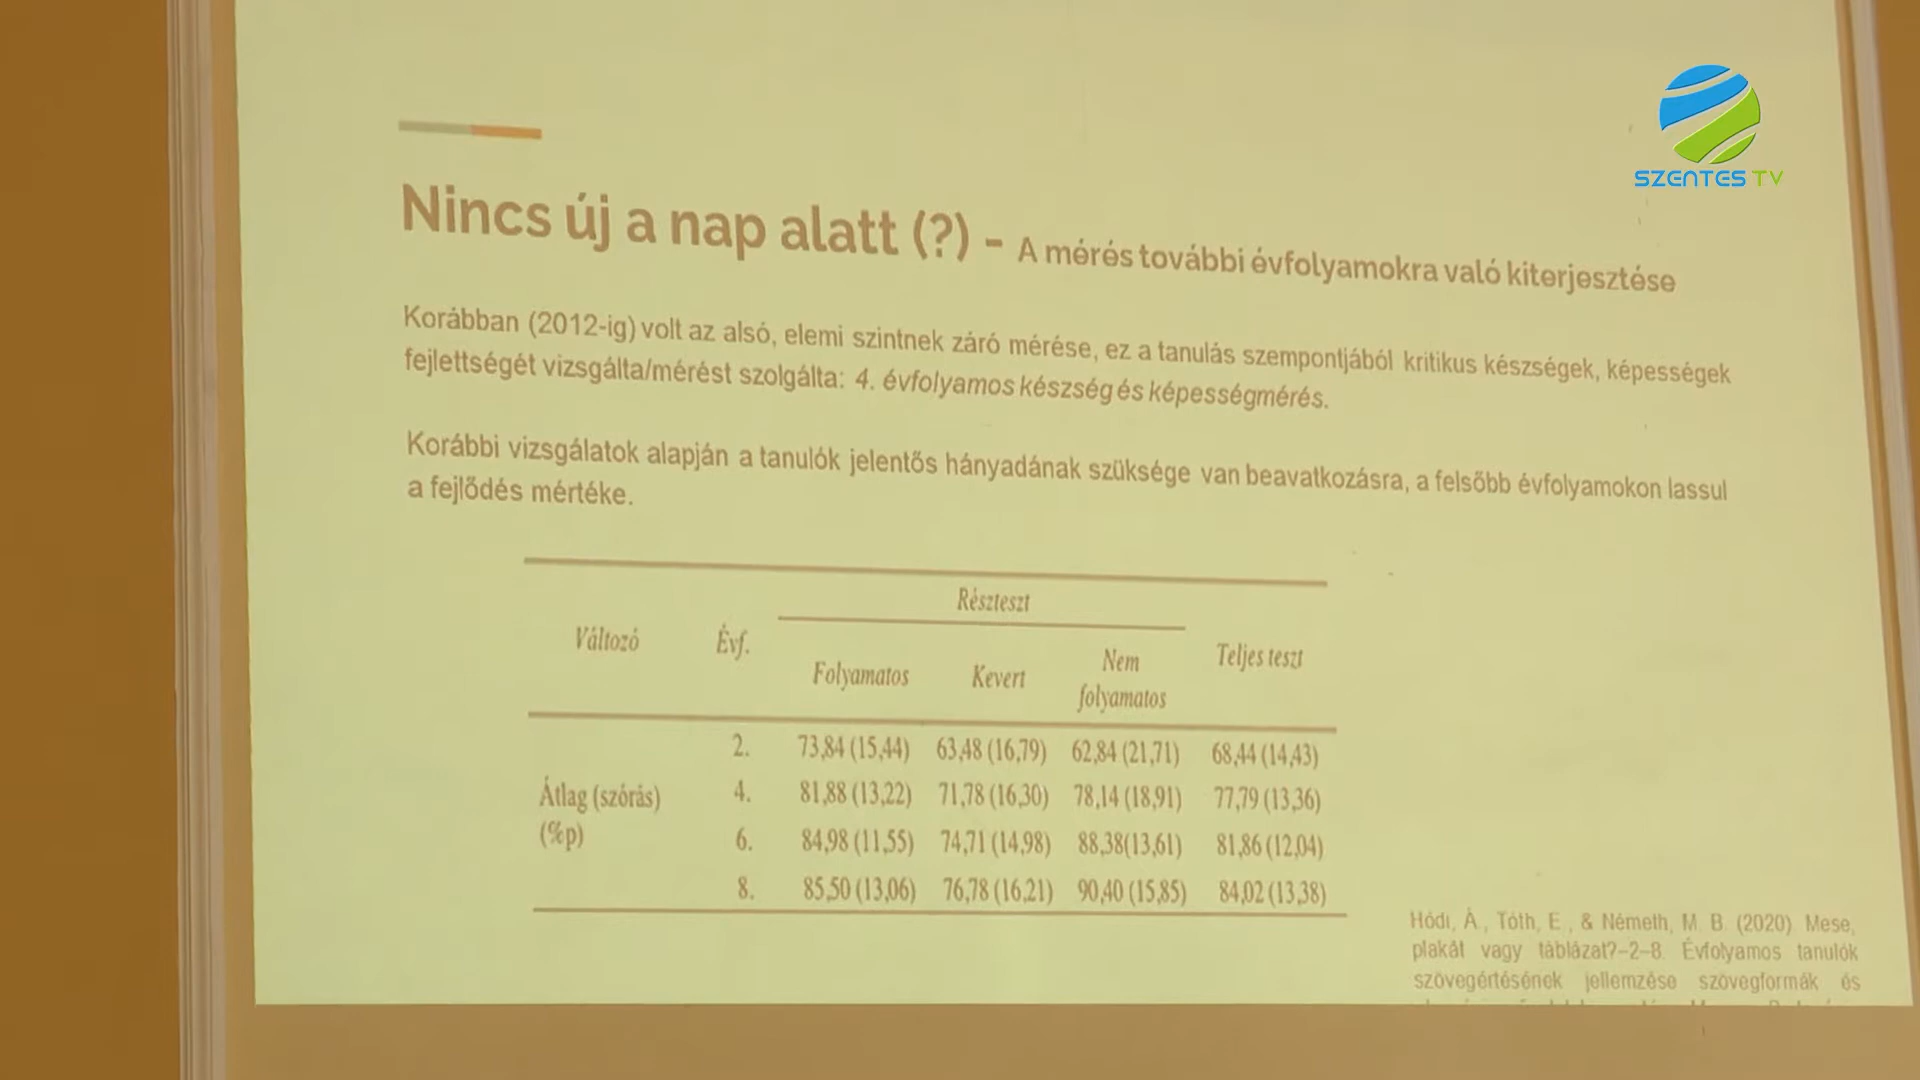 SZENTES TV
Nincs új a nap alatt (?) - A mérés további évfolyamokra való kiterjesztése
Korábban (2012-ig) volt az alsó, elemi szintnek záró mérése, ez a tanulás szempontjából kritikus készségek, képességek
fejlettségét vizsgálta/mérést szolgálta: 4. évfolyamos készség és képességmérés.
Korábbi vizsgálatok alapján a tanulók jelentős hányadának szüksége van beavatkozásra, a felsőbb évfolyamokon lassul
a fejlődés mértéke.
Részteszt
Változó Évf. Teljes teszt
Folyamatos Kevert Nem
folyamatos
2. 73,84 (15,44) 63,48 (16,79) 62,84 (21,71) 68,44 (14,43)
Átlag (szórás) 4. 81,88 (13,22) 71,78 (16,30) 78,14 (18,91) 77,79 (13,36)
(%p) 6. 84,98 (11,55) 74,71 (14,98) 88,38(13,61) 81,86 (12,04)
8. 85,50 (13,06) 76,78 (16,21) 90,40 (15,85) 84,02 (13,38)
Hódi, Á., Tóth, E., & Németh, M. B. (2020). Mese,
plakát vagy táblázat?–2–8. Évfolyamos tanulók
szövegértésének jellemzése szövegformák és